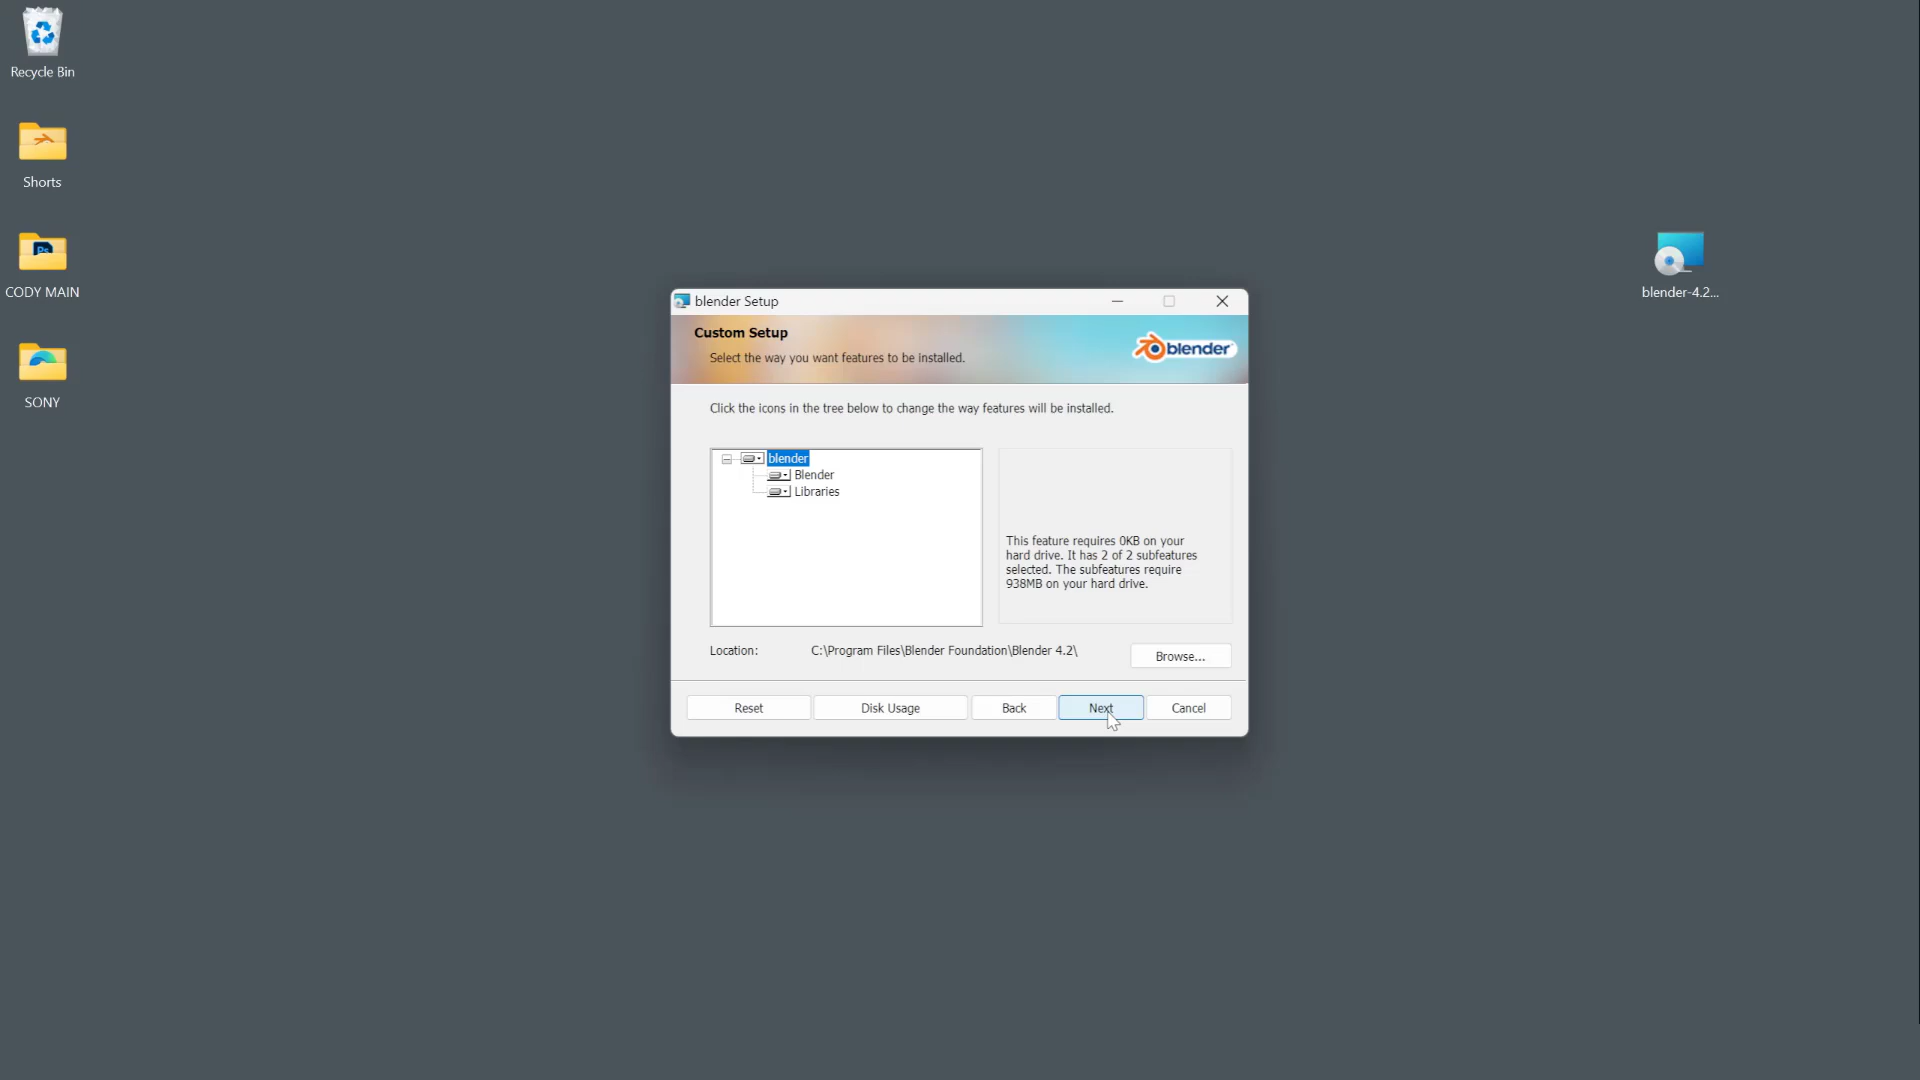 Recycle Bin
Shorts
Ps
CODY MAIN
SONY
blender-4.2...
blender Setup
Custom Setup
Select the way you want features to be installed.
blender
Click the icons in the tree below to change the way features will be installed.
blender
Blender
Libraries
This feature requires 0KB on your
hard drive. It has 2 of 2 subfeatures
selected. The subfeatures require
938MB on your hard drive.
Location: C:\Program Files\Blender Foundation\Blender 4.2\
Browse...
Reset Disk Usage Back Next Cancel